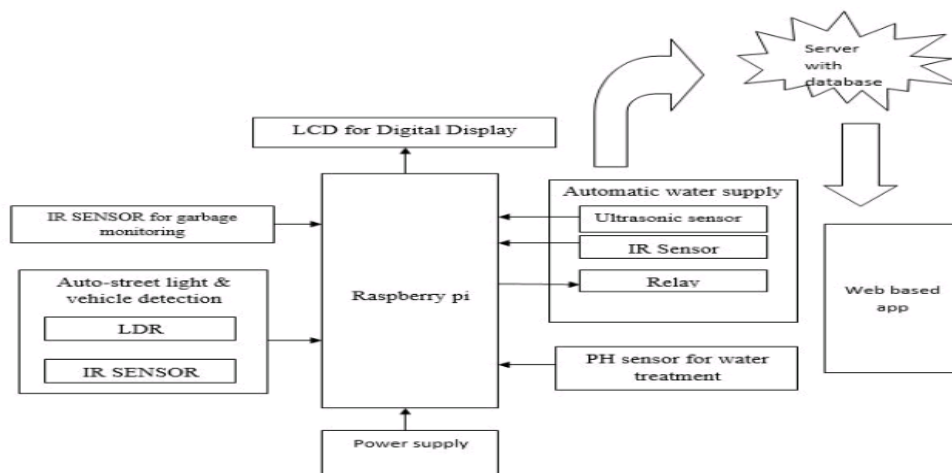 Server
with
database
LCD for Digital Display
Automatic water supply
Ultrasonic sensor
IR Sensor
Relay
IR SENSOR for garbage
monitoring
Auto-street light &
vehicle detection
LDR
IR SENSOR
Raspberry pi
Web based
app
PH sensor for water
treatment
Power supply